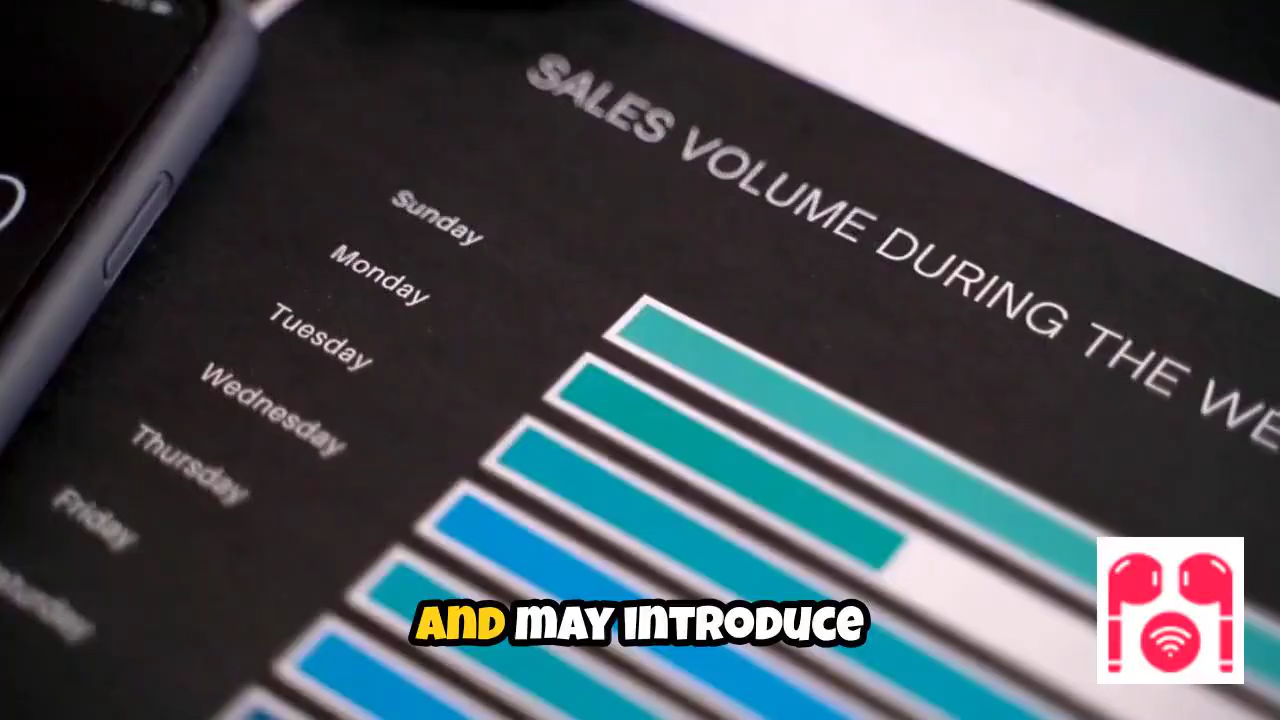 SALES VOLUME DURING THE WE
Sunday
Monday
Tuesday
Wednesday
Thursday
Friday
AND MAY INTRODUCE